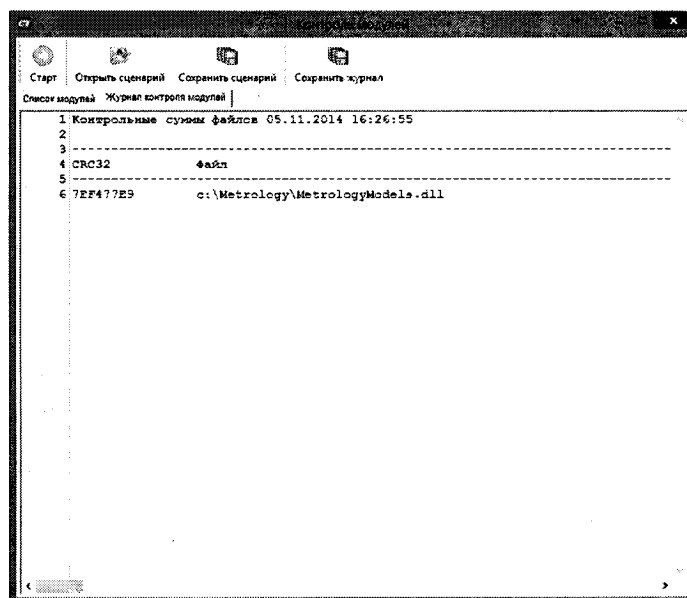 Контроль модулей
Старт Открыть сценарий Сохранить сценарий Сохранить журнал
Список модулей Журнал контроля модулей
1 Контрольные суммы файлов 05.11.2014 16:26:55
2
3 ------------------------------------------------------------
4 CRC32 Файл
5 ------------------------------------------------------------
6 7EF477E9 c:\Metrology\MetrologyModels.dll